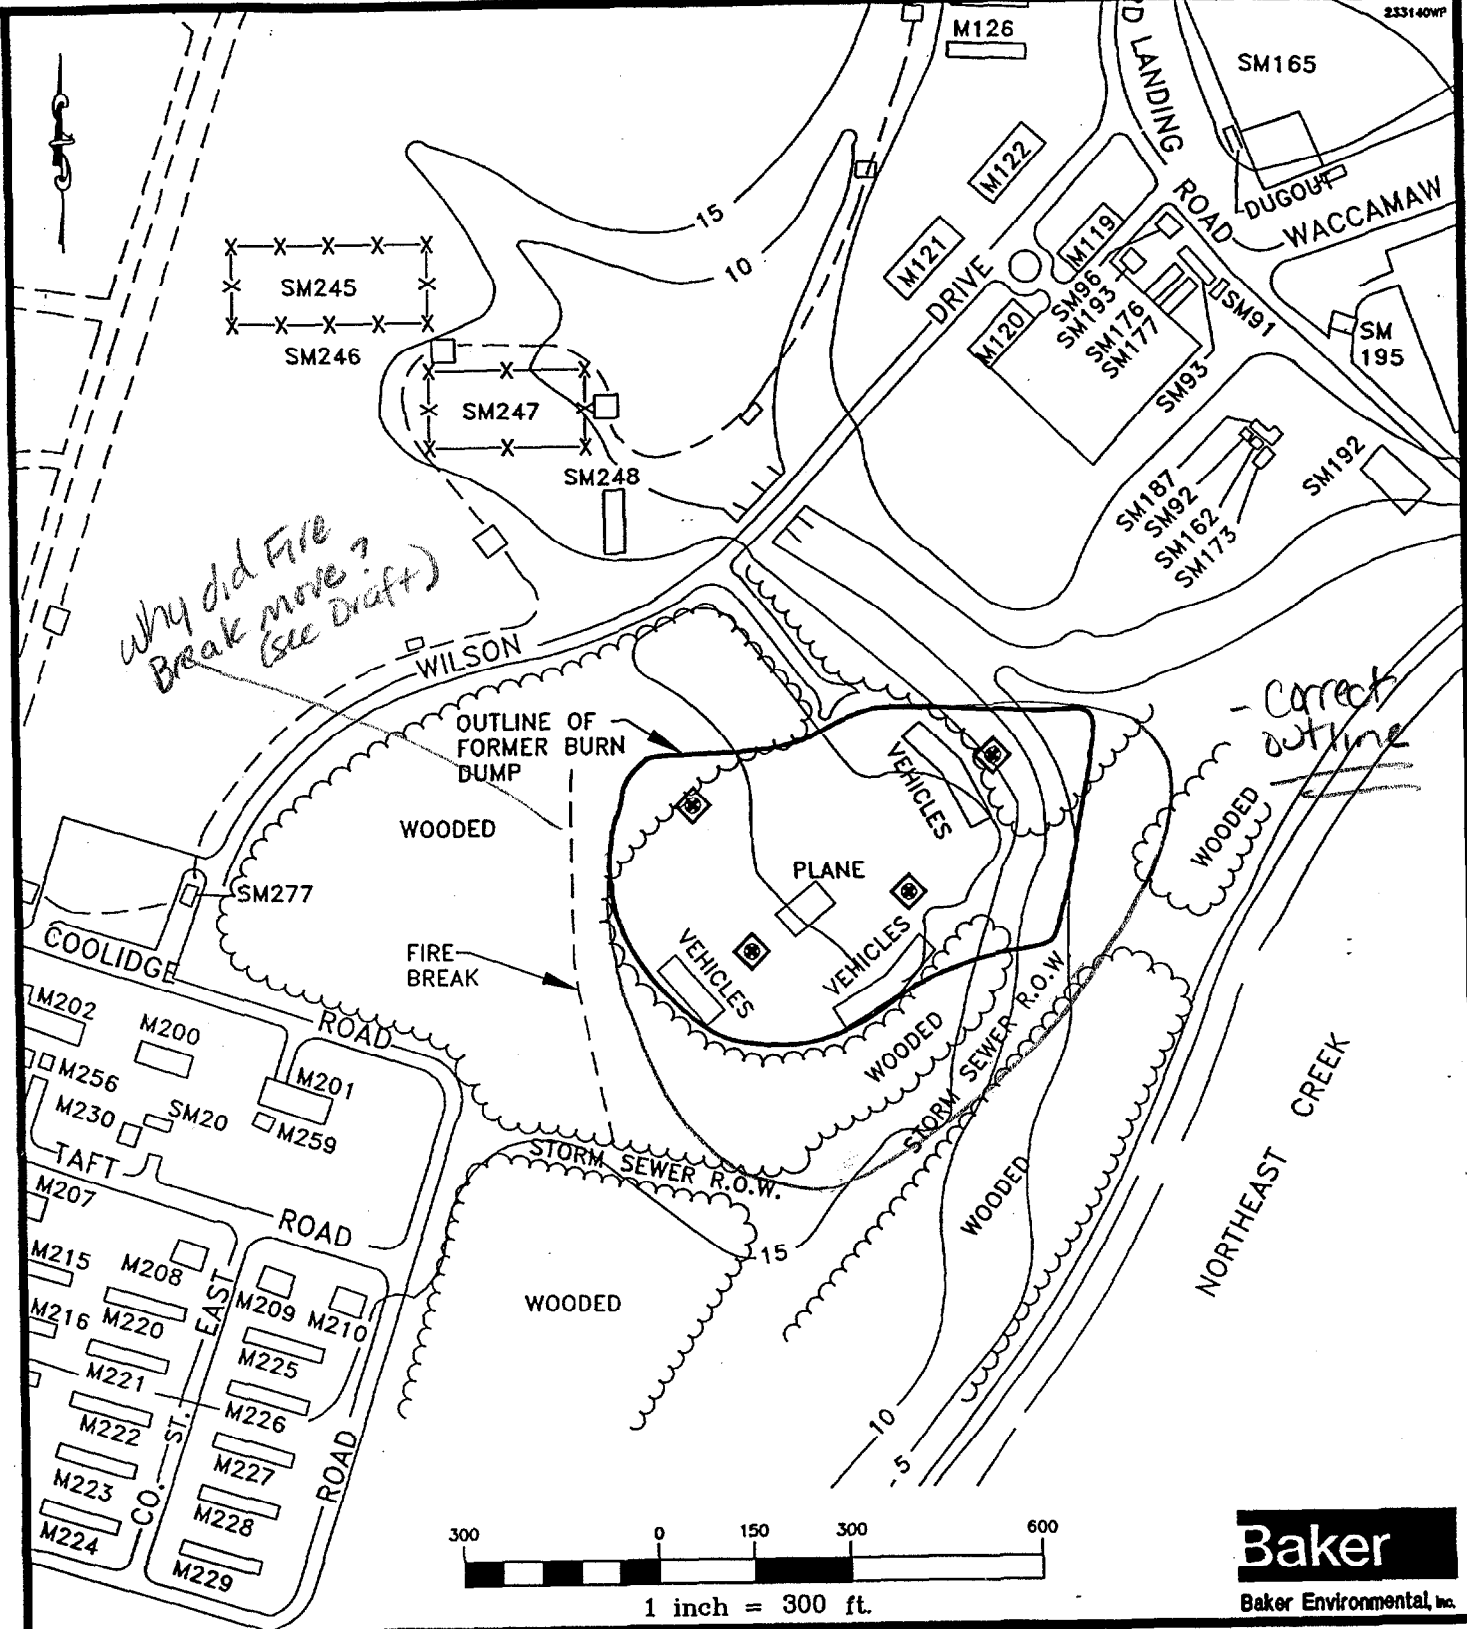 233140WP
M126
D LANDING
ROAD
SM165
DUGOUT
WACCAMAW
M122
M121
M119
DRIVE
M120
SM96
SM193
SM176
SM177
SM91
SM93
SM
195
SM245
SM246
SM247
SM248
SM187
SM92
SM162
SM173
SM192
15
10
Why did Fire
Break move?
(see Draft)
WILSON
OUTLINE OF
FORMER BURN
DUMP
- Correct
outline
VEHICLES
WOODED
WOODED
PLANE
SM277
COOLIDGE
ROAD
FIRE
BREAK
VEHICLES
VEHICLES
WOODED
STORM SEWER R.O.W
M202
M200
M201
M256
M230
SM20
M259
TAFT
ROAD
STORM SEWER R.O.W.
WOODED
NORTHEAST CREEK
M207
M215
M208
M216
M220
EAST
M209
M210
M225
M221
M226
M222
ST.
M227
M223
M228
M224
CO.
M229
ROAD
WOODED
15
10
5
300 0 150 300 600
1 inch = 300 ft.
Baker
Baker Environmental, Inc.